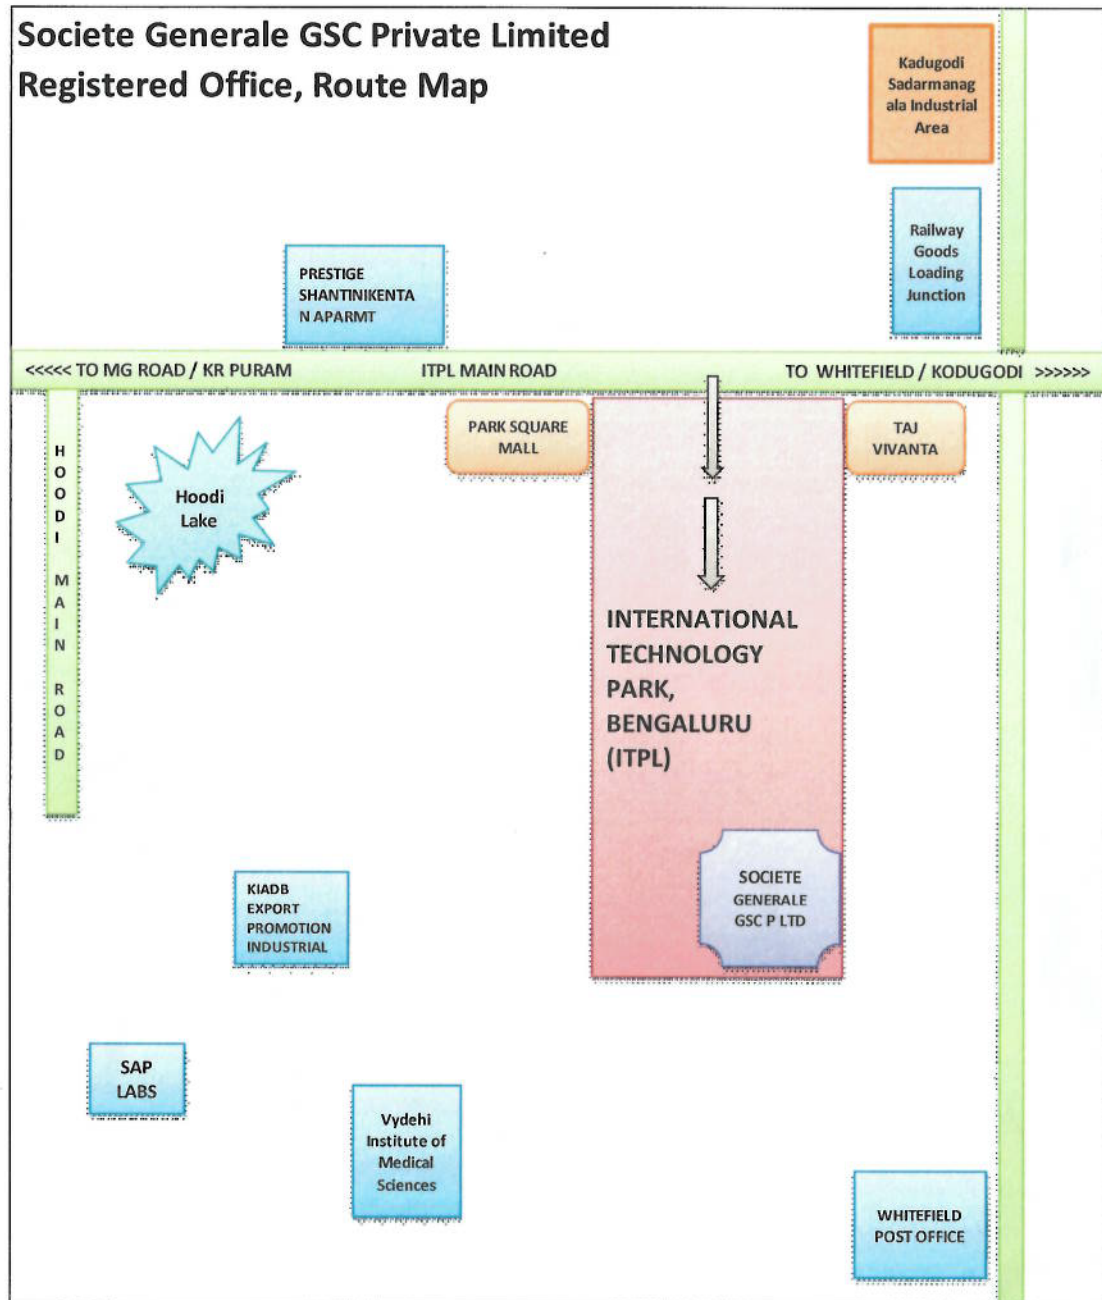 Societe Generale GSC Private Limited
Registered Office, Route Map
Kadugodi
Sadarmanag
ala Industrial
Area
Railway
Goods
Loading
Junction
PRESTIGE
SHANTINIKENTA
N APARMT
<<<<< TO MG ROAD / KR PURAM ITPL MAIN ROAD TO WHITEFIELD / KODUGODI >>>>>>
HOODI MAIN ROAD
Hoodi
Lake
PARK SQUARE
MALL
TAJ
VIVANTA
INTERNATIONAL
TECHNOLOGY
PARK,
BENGALURU
(ITPL)
SOCIETE
GENERALE
GSC P LTD
KIADB
EXPORT
PROMOTION
INDUSTRIAL
SAP
LABS
Vydehi
Institute of
Medical
Sciences
WHITEFIELD
POST OFFICE